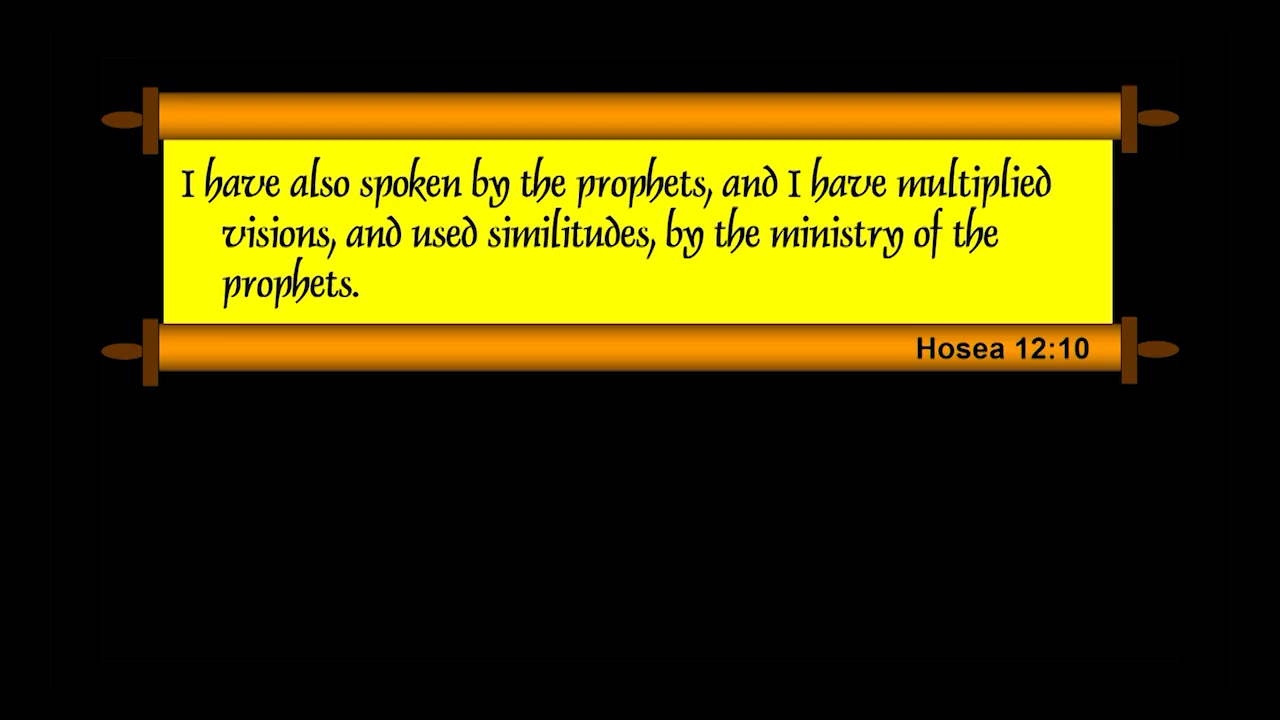 I have also spoken by the prophets, and I have multiplied
visions, and used similitudes, by the ministry of the
prophets.
Hosea 12:10